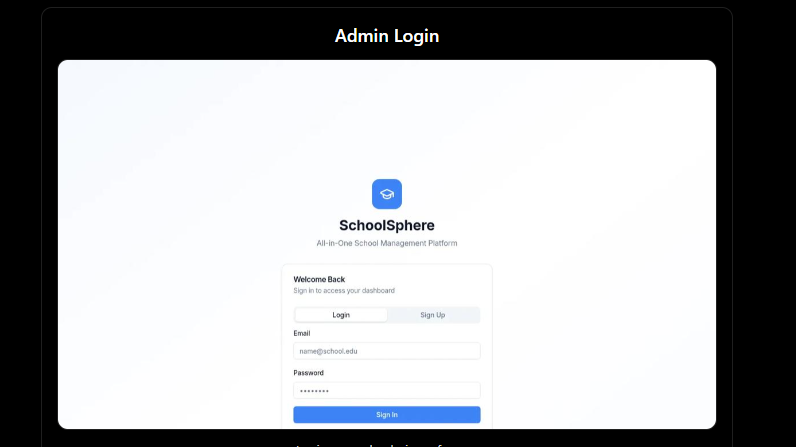 Admin Login
SchoolSphere
All-in-One School Management Platform
Welcome Back
Sign in to access your dashboard
Login Sign Up
Email
name@school.edu
Password
••••••••
Sign In